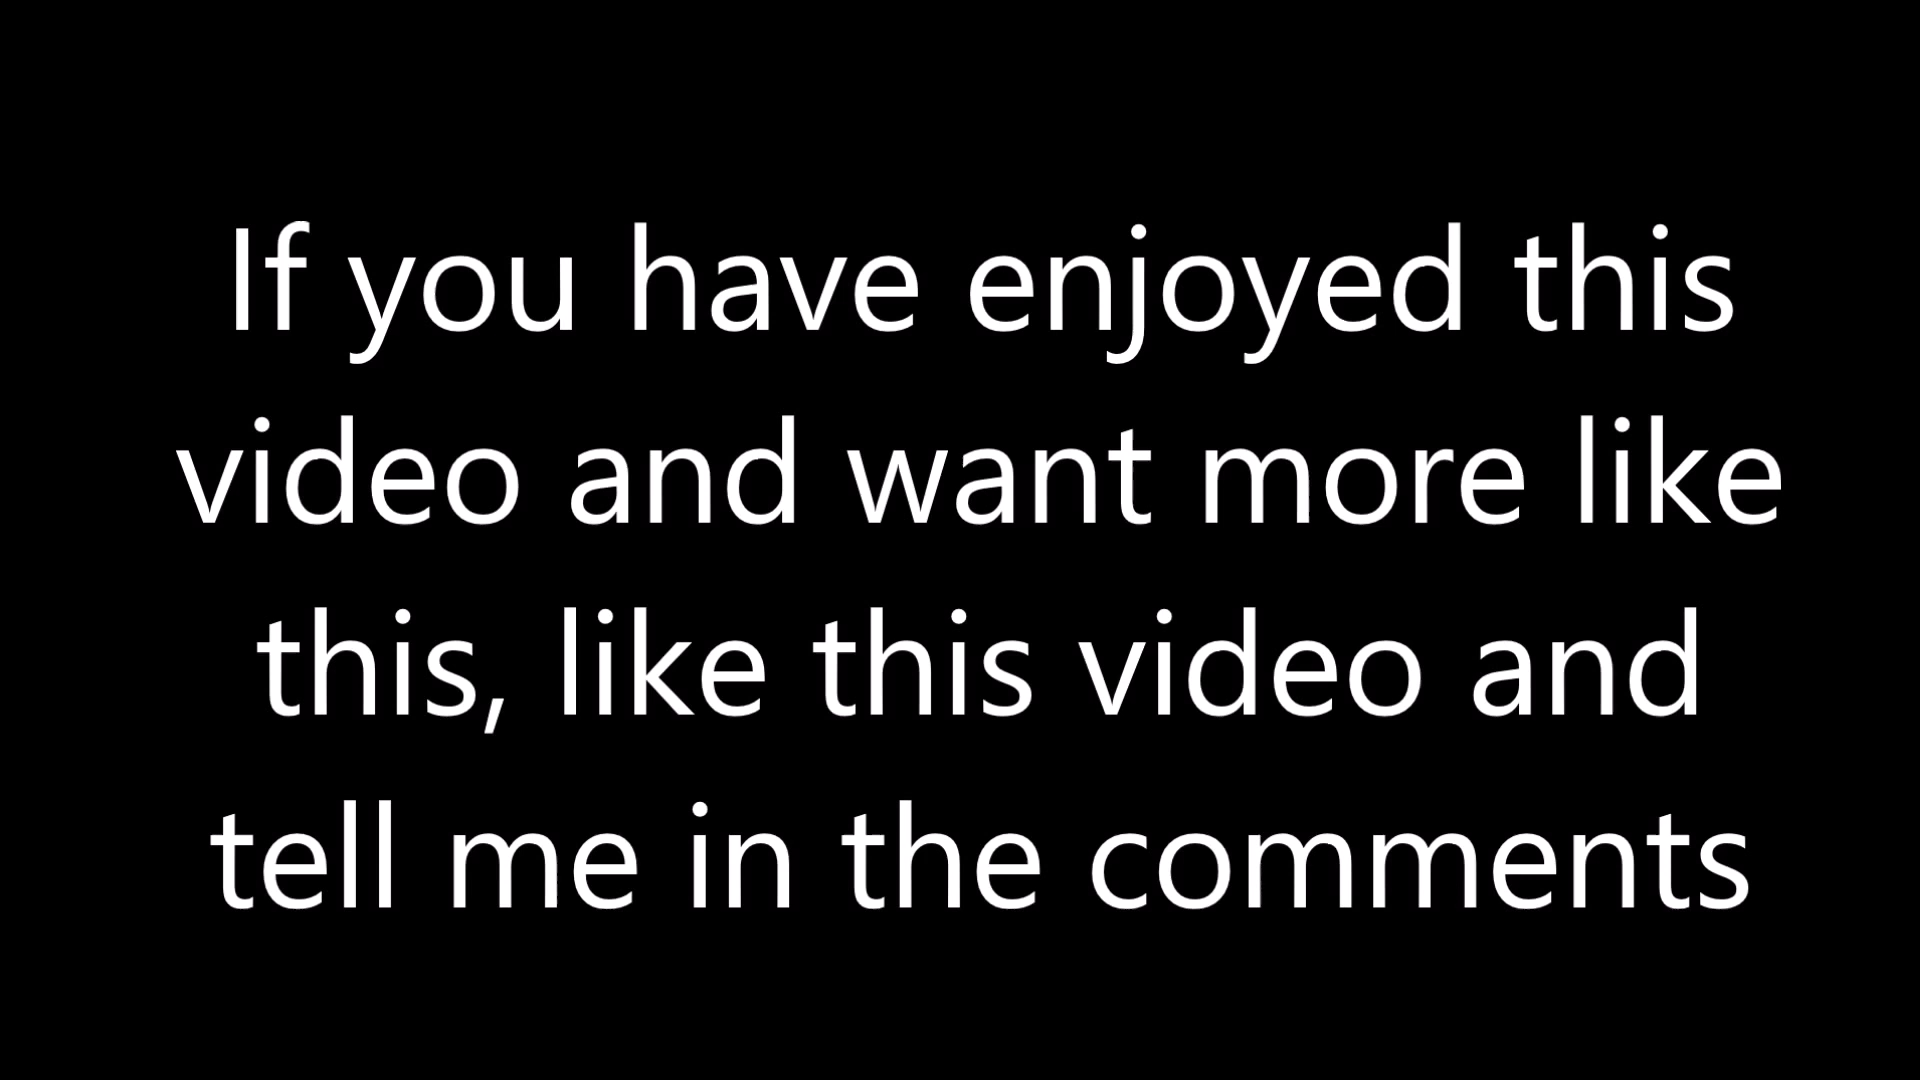 If you have enjoyed this
video and want more like
this, like this video and
tell me in the comments